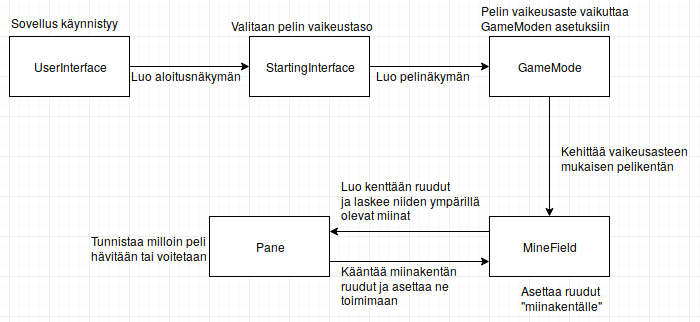 Sovellus käynnistyy
UserInterface
Luo aloitusnäkymän
Valitaan pelin vaikeustaso
StartingInterface
Luo pelinäkymän
Pelin vaikeusaste vaikuttaa
GameModen asetuksiin
GameMode
Kehittää vaikeusasteen
mukaisen pelikentän
MineField
Asettaa ruudut
"miinakentälle"
Luo kenttään ruudut
ja laskee niiden ympärillä
olevat miinat
Pane
Tunnistaa milloin peli
hävitään tai voitetaan
Kääntää miinakentän
ruudut ja asettaa ne
toimimaan